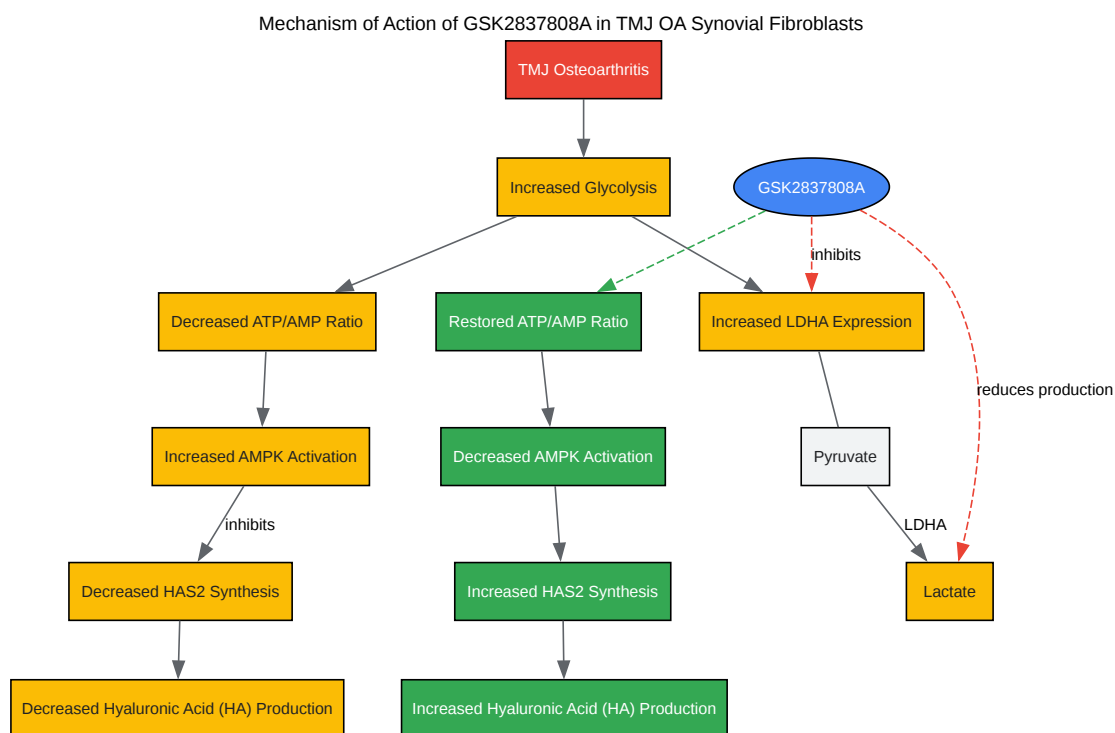 Mechanism of Action of GSK2837808A in TMJ OA Synovial Fibroblasts
TMJ Osteoarthritis
Increased Glycolysis
GSK2837808A
inhibits
Decreased ATP/AMP Ratio
Restored ATP/AMP Ratio
Increased LDHA Expression
reduces production
Increased AMPK Activation
Decreased AMPK Activation
Pyruvate
inhibits
LDHA
Decreased HAS2 Synthesis
Increased HAS2 Synthesis
Lactate
Decreased Hyaluronic Acid (HA) Production
Increased Hyaluronic Acid (HA) Production